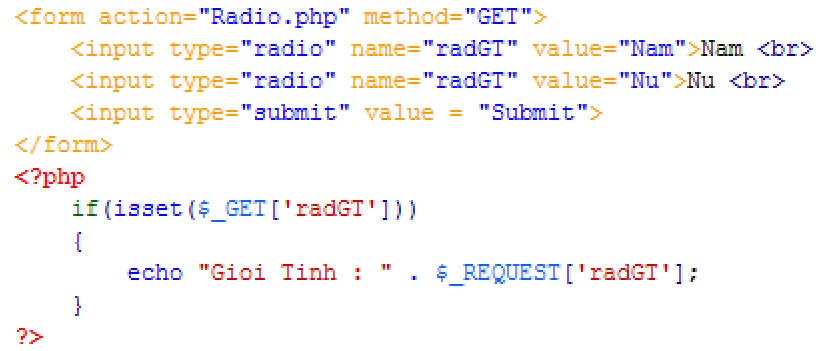 <form action="Radio.php" method="GET">
    <input type="radio" name="radGT" value="Nam">Nam <br>
    <input type="radio" name="radGT" value="Nu">Nu <br>
    <input type="submit" value = "Submit">
</form>
<?php
    if(isset($_GET['radGT']))
    {
        echo "Gioi Tinh : " . $_REQUEST['radGT'];
    }
?>